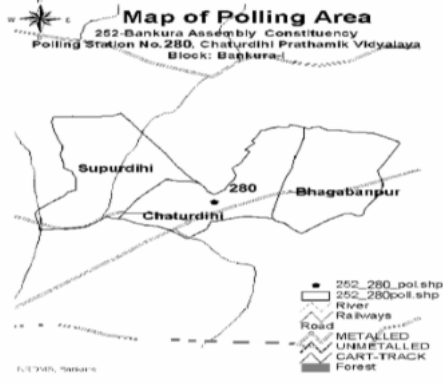 Map of Polling Area
W E
252-Bankura Assembly Constituency
Polling Station No.280, Chaturdihi Prathamik Vidyalaya
Block: Bankura-I
Supurdihi
280
Bhagabanpur
Chaturdihi
252_280_pol.shp
252_280poll.shp
River
Railways
Road
METALLED
UNMETALLED
CART-TRACK
Forest